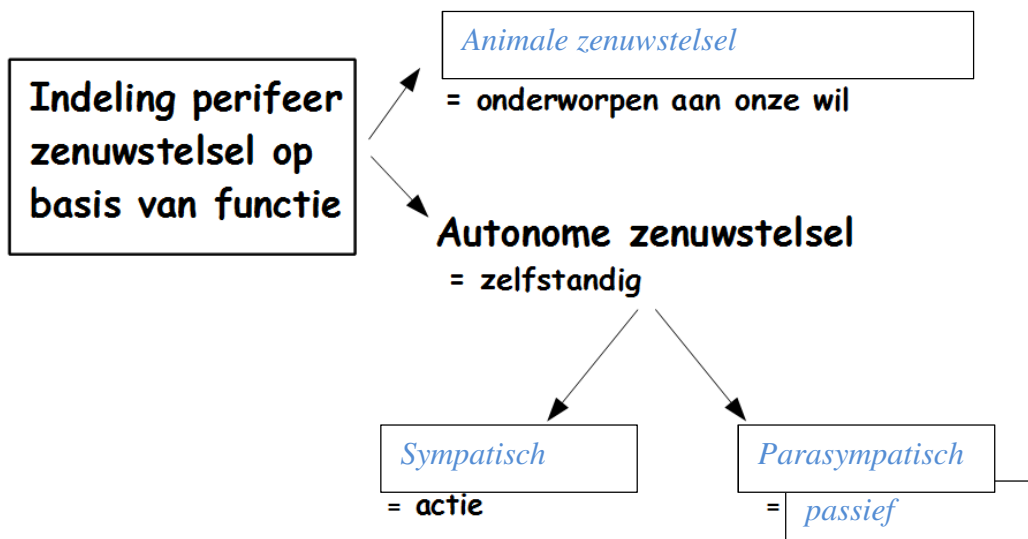 Indeling perifeer
zenuwstelsel op
basis van functie
Animale zenuwstelsel
= onderworpen aan onze wil
Autonome zenuwstelsel
= zelfstandig
Sympatisch
= actie
Parasympatisch
= passief